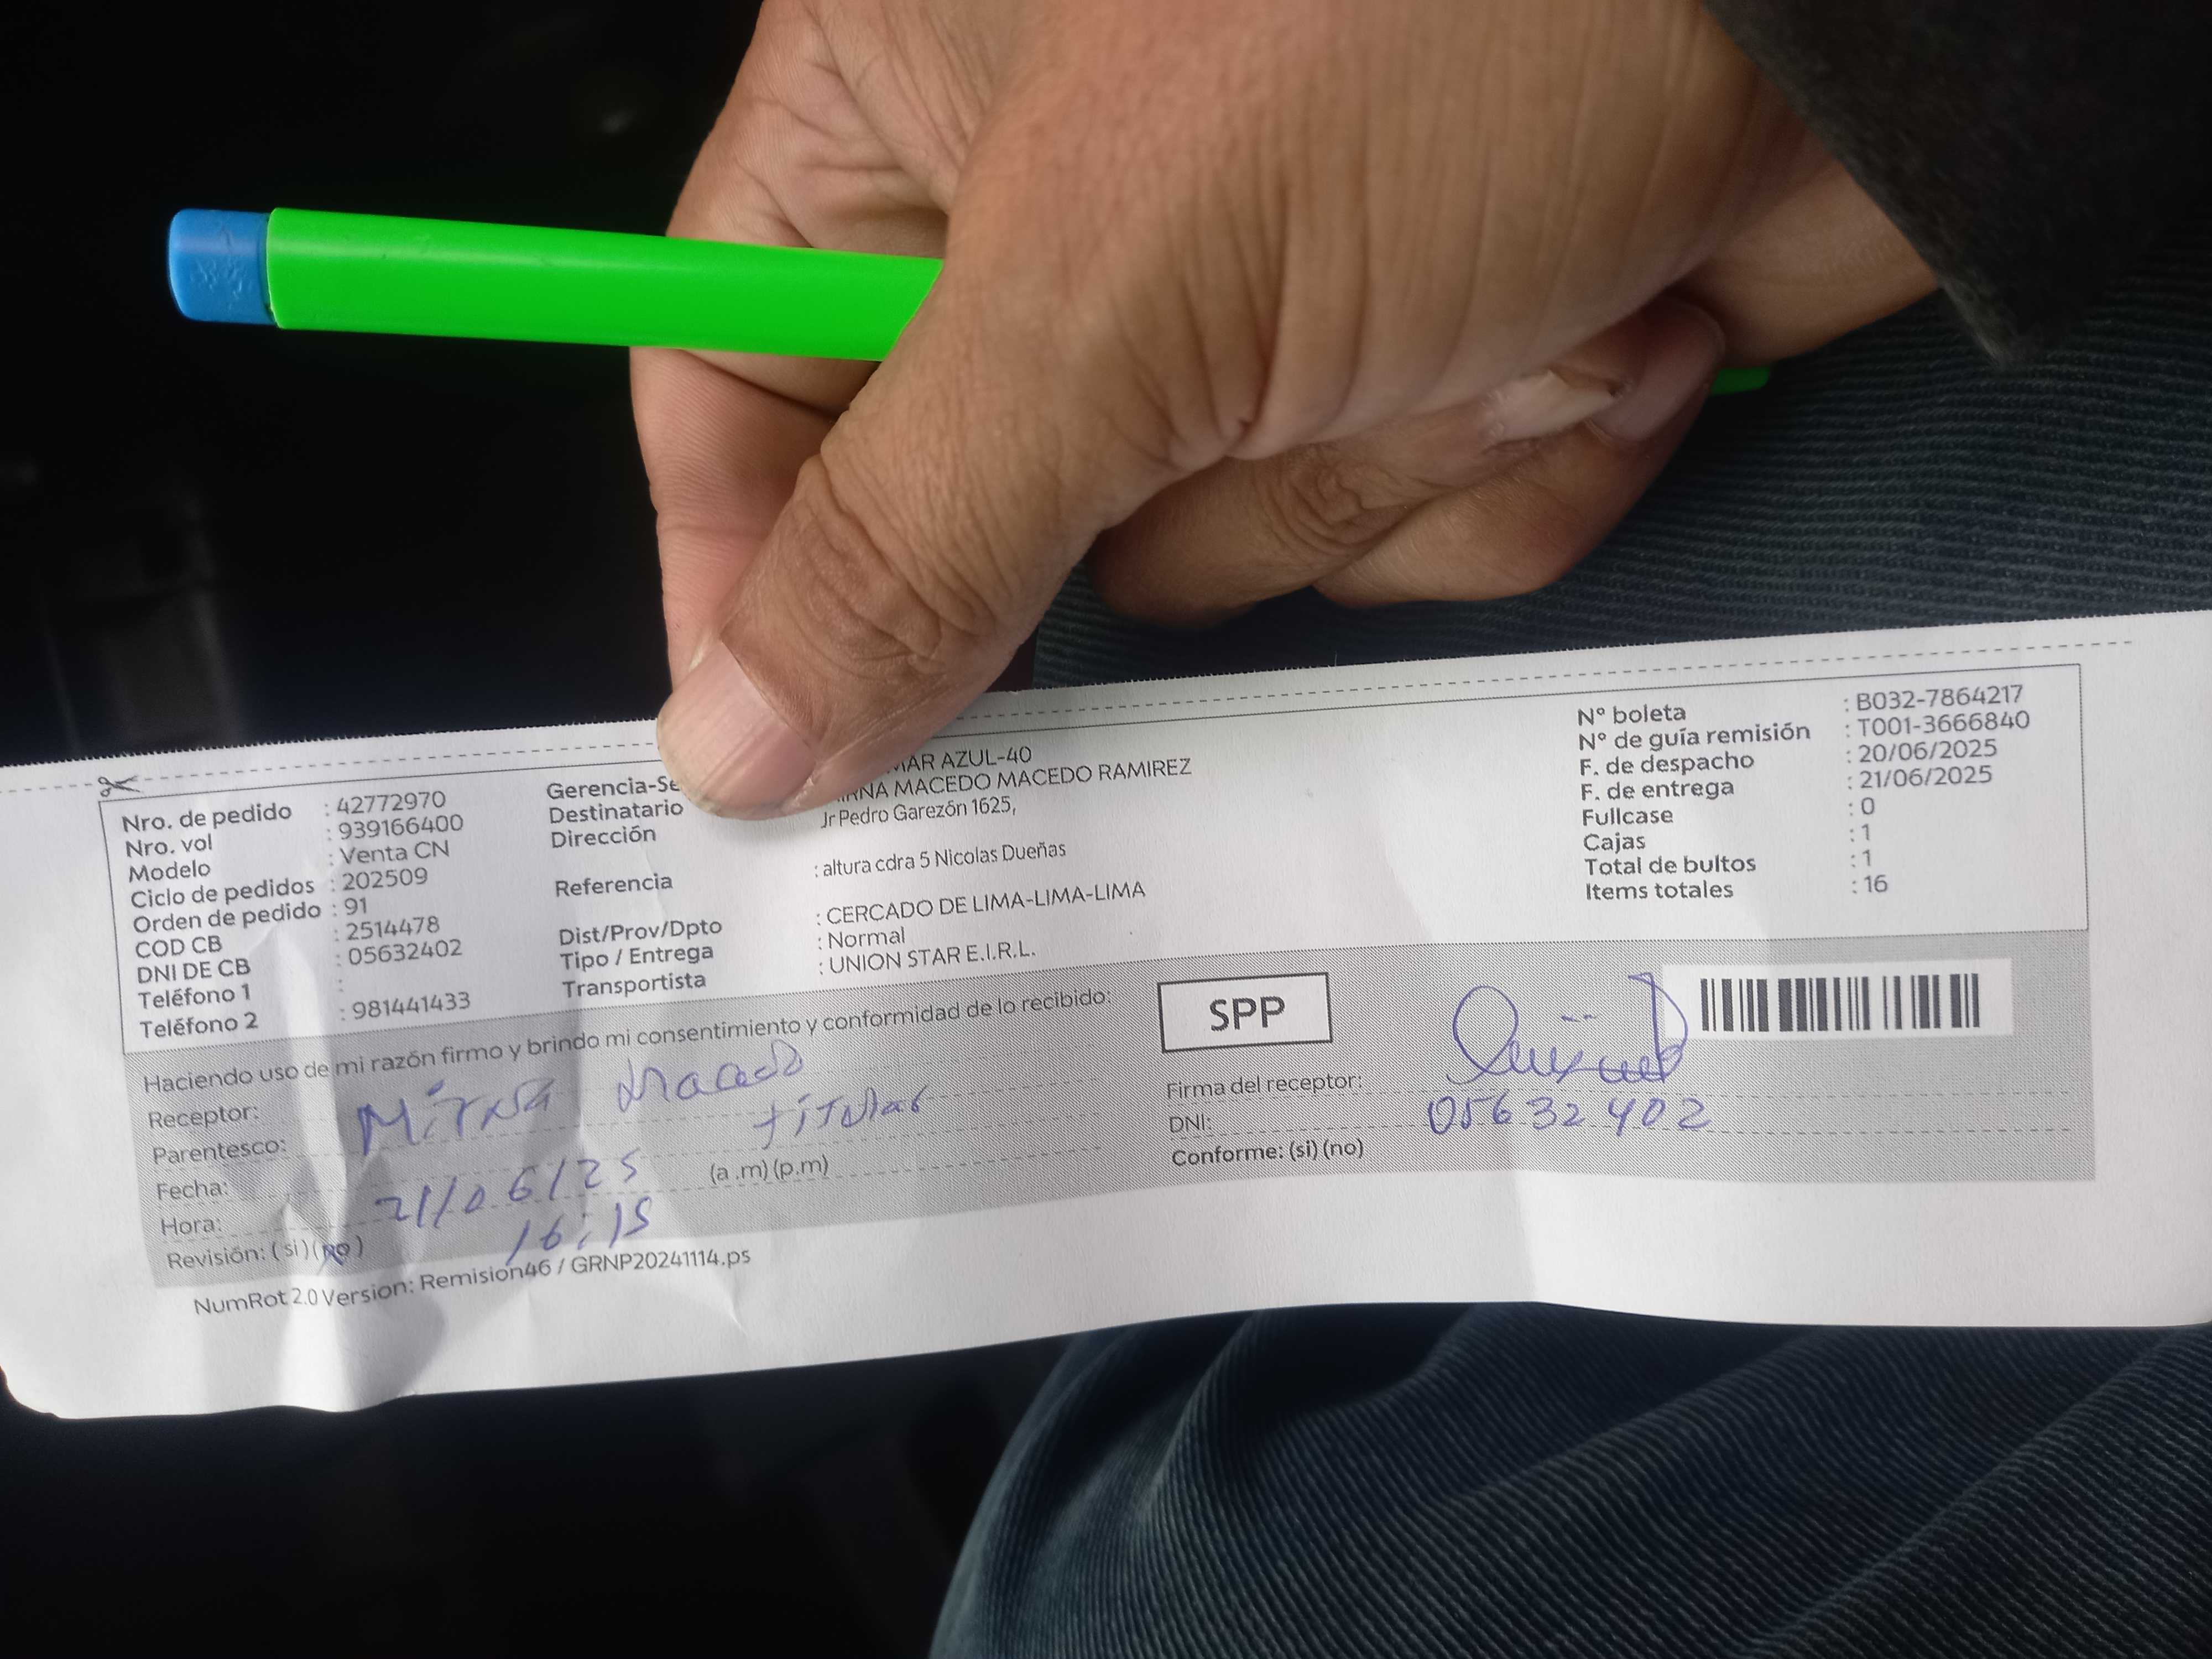 Nro. de pedido : 42772970
Nro. vol : 939166400
Modelo : Venta CN
Ciclo de pedidos : 202509
Orden de pedido : 91
COD CB : 2514478
DNI DE CB : 05632402
Teléfono 1 :
Teléfono 2 : 981441433
Gerencia-Se MAR AZUL-40
Destinatario RNA MACEDO MACEDO RAMIREZ
Dirección Jr Pedro Garezón 1625,
Referencia : altura cdra 5 Nicolas Dueñas
Dist/Prov/Dpto : CERCADO DE LIMA-LIMA-LIMA
Tipo / Entrega : Normal
Transportista : UNION STAR E.I.R.L.
N° boleta : B032-7864217
N° de guía remisión : T001-3666840
F. de despacho : 20/06/2025
F. de entrega : 21/06/2025
Fullcase : 0
Cajas : 1
Total de bultos : 1
Items totales : 16
Haciendo uso de mi razón firmo y brindo mi consentimiento y conformidad de lo recibido:
Receptor: Mirna Macedo
Parentesco: titular
Fecha: 21/06/25
Hora: 16:15 (a .m) (p.m)
Revisión: ( si ) ( no )
SPP
Firma del receptor:
DNI: 05632402
Conforme: (si) (no)
NumRot 2.0 Version: Remision46 / GRNP20241114.ps